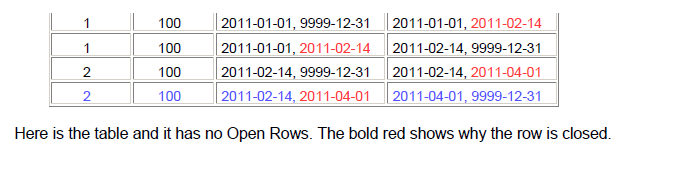 1 100 2011-01-01, 9999-12-31 2011-01-01, 2011-02-14
1 100 2011-01-01, 2011-02-14 2011-02-14, 9999-12-31
2 100 2011-02-14, 9999-12-31 2011-02-14, 2011-04-01
2 100 2011-02-14, 2011-04-01 2011-04-01, 9999-12-31
Here is the table and it has no Open Rows. The bold red shows why the row is closed.